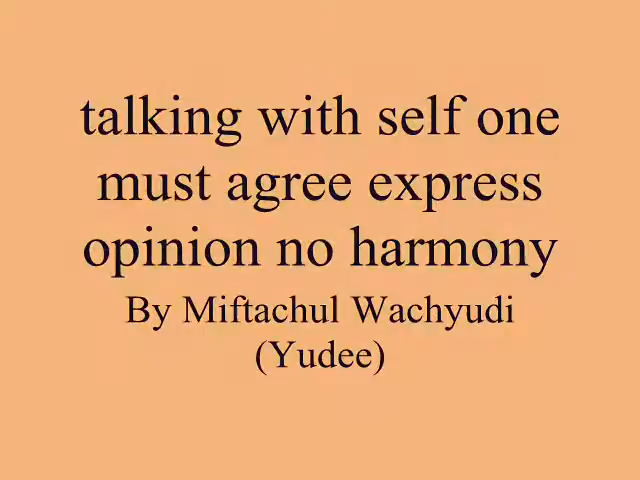 talking with self one
must agree express
opinion no harmony
By Miftachul Wachyudi
(Yudee)